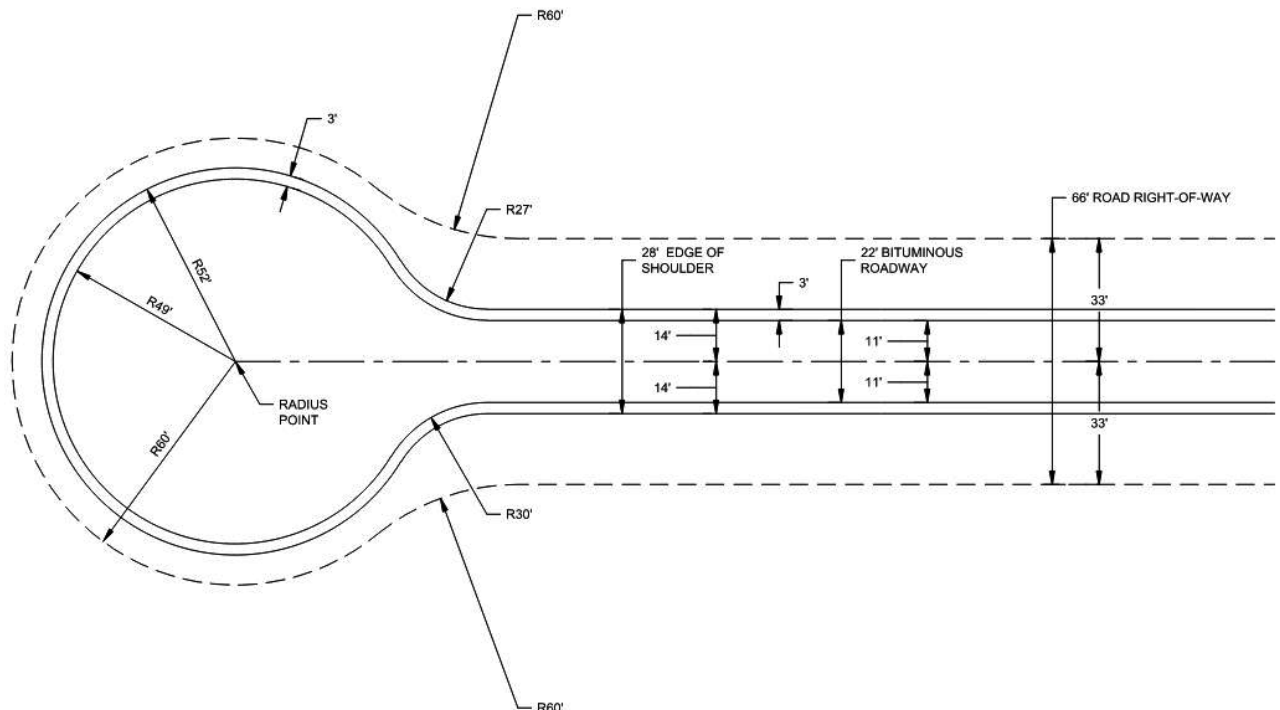 R60'
3'
R27'
66' ROAD RIGHT-OF-WAY
28' EDGE OF
SHOULDER
22' BITUMINOUS
ROADWAY
3'
R52'
R49'
33'
14'
11'
14'
11'
RADIUS
POINT
33'
R60'
R30'
R60'